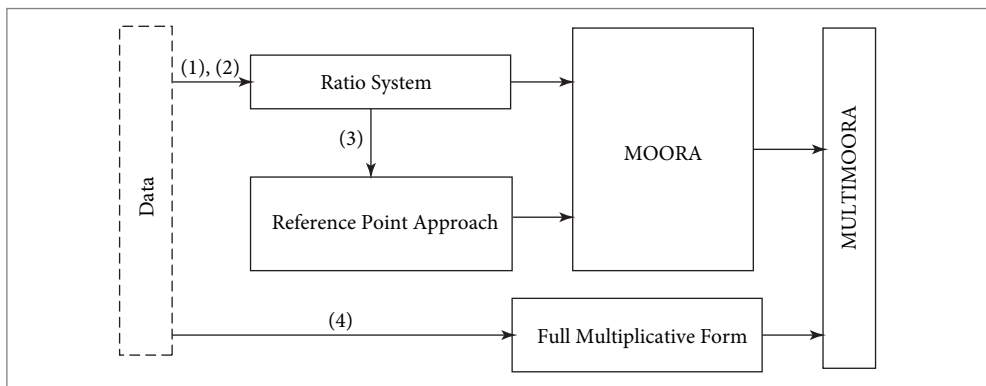 (1), (2)
Ratio System
(3)
MOORA
Data
Reference Point Approach
MULTIMOORA
(4)
Full Multiplicative Form